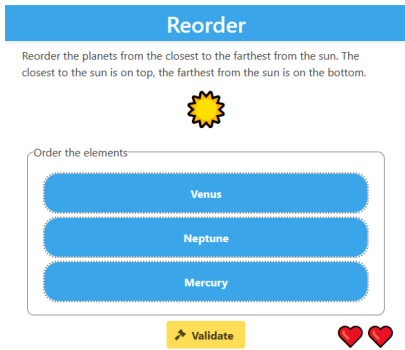 Reorder
Reorder the planets from the closest to the farthest from the sun. The
closest to the sun is on top, the farthest from the sun is on the bottom.
Order the elements
Venus
Neptune
Mercury
Validate